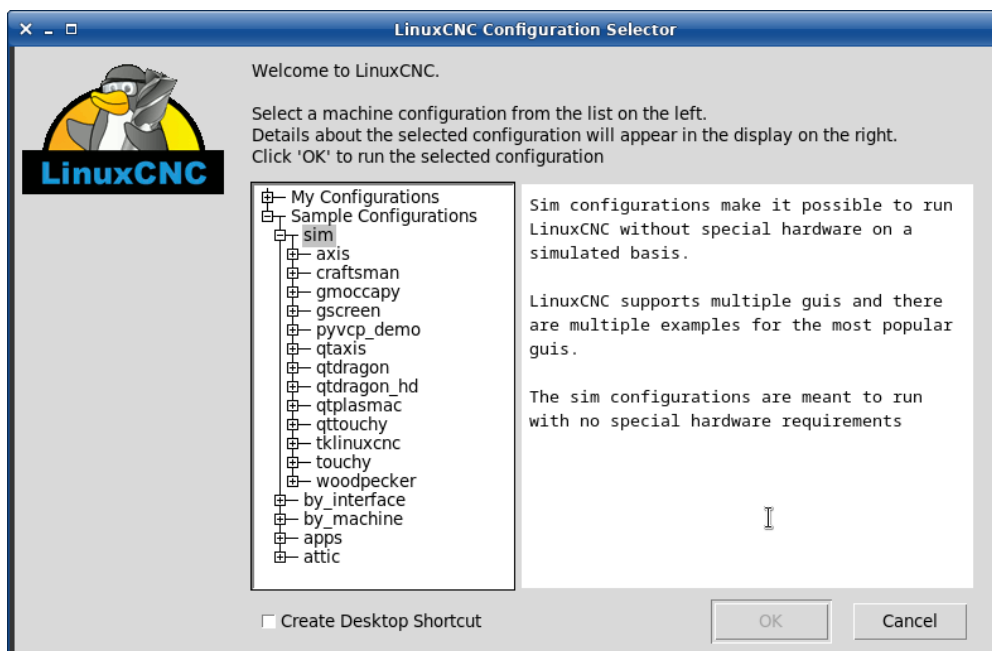 LinuxCNC Configuration Selector
LinuxCNC
Welcome to LinuxCNC.
Select a machine configuration from the list on the left.
Details about the selected configuration will appear in the display on the right.
Click 'OK' to run the selected configuration
My Configurations
Sample Configurations
sim
axis
craftsman
gmoccapy
gscreen
pyvcp_demo
qtaxis
qtdragon
qtdragon_hd
qtplasmac
qttouchy
tklinuxcnc
touchy
woodpecker
by_interface
by_machine
apps
attic
Sim configurations make it possible to run
LinuxCNC without special hardware on a
simulated basis.
LinuxCNC supports multiple guis and there
are multiple examples for the most popular
guis.
The sim configurations are meant to run
with no special hardware requirements
Create Desktop Shortcut
OK
Cancel